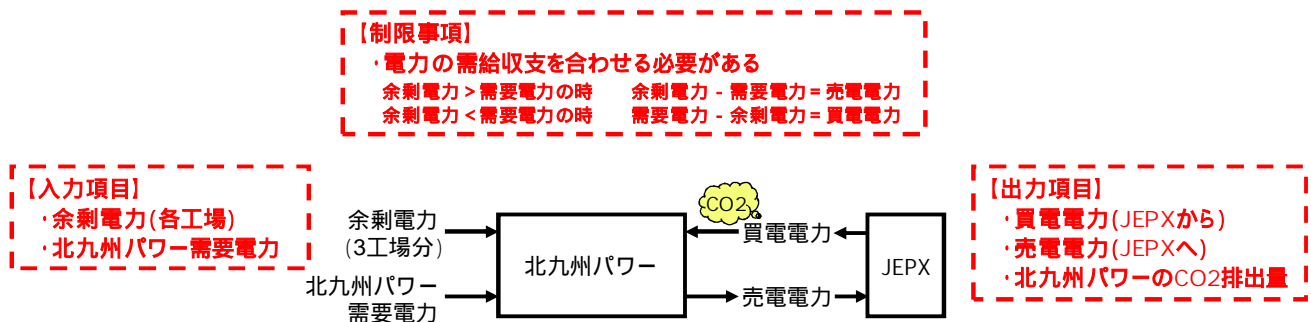 【制限事項】
・電力の需給収支を合わせる必要がある
余剰電力＞需要電力の時　余剰電力 - 需要電力 = 売電電力
余剰電力＜需要電力の時　需要電力 - 余剰電力 = 買電電力
【入力項目】
・余剰電力(各工場)
・北九州パワー需要電力
余剰電力
(3工場分)
北九州パワー
需要電力
北九州パワー
CO2
買電電力
売電電力
JEPX
【出力項目】
・買電電力(JEPXから)
・売電電力(JEPXへ)
・北九州パワーのCO2排出量